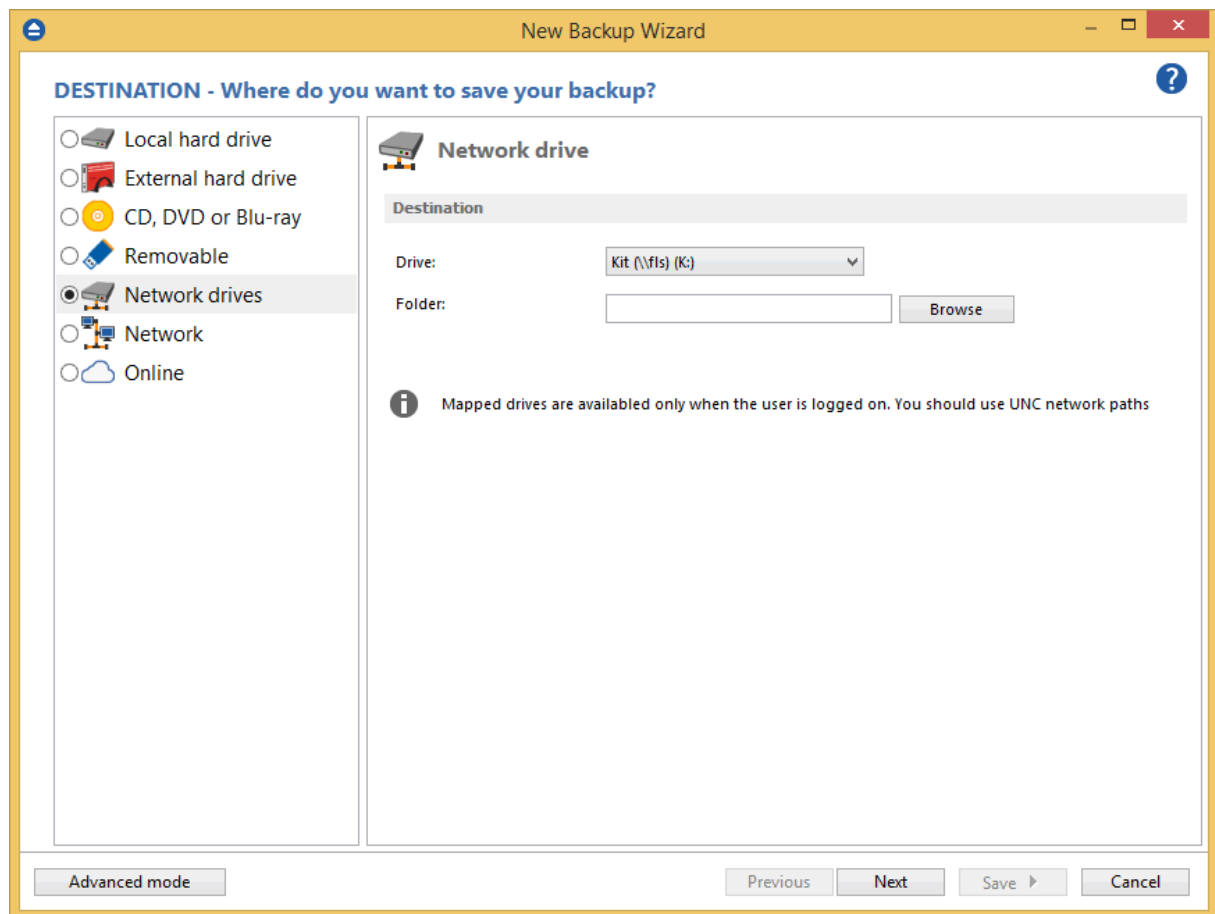 New Backup Wizard
DESTINATION - Where do you want to save your backup?
?
Local hard drive
External hard drive
CD, DVD or Blu-ray
Removable
Network drives
Network
Online
Network drive
Destination
Drive:
Kit (\\fls) (K:)
Folder:
Browse
Mapped drives are availabled only when the user is logged on. You should use UNC network paths
Advanced mode
Previous
Next
Save
Cancel